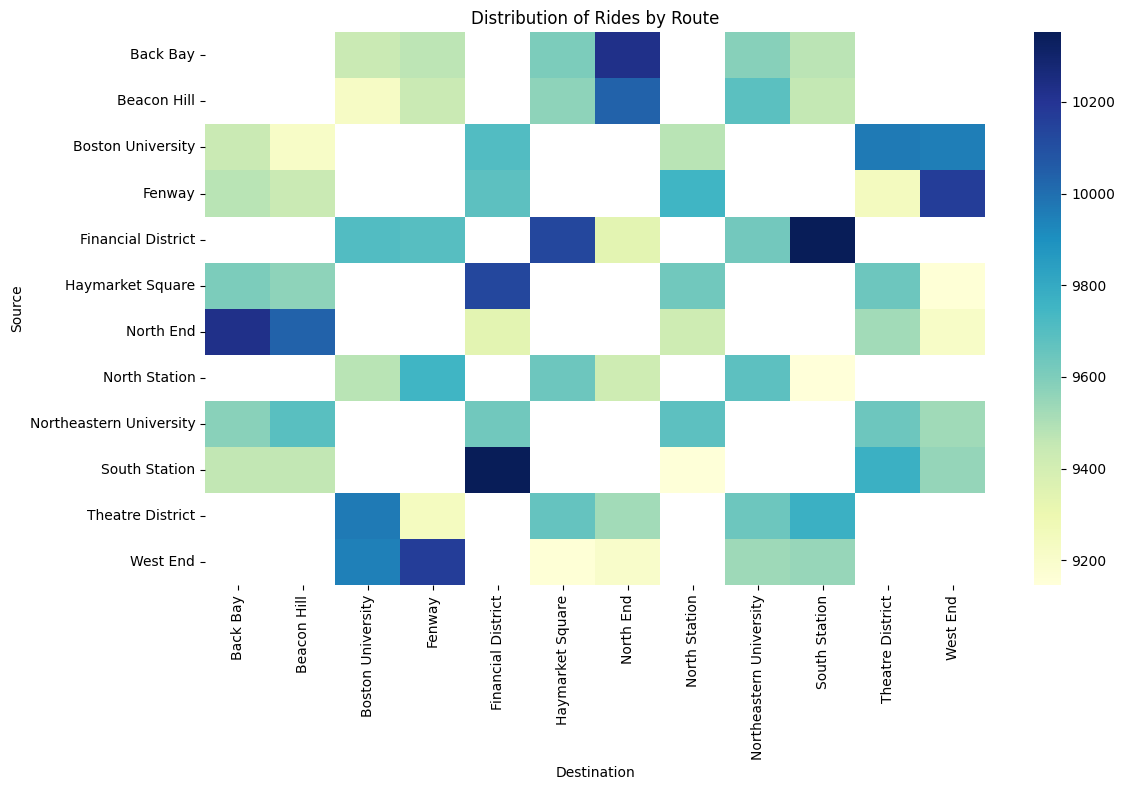 Distribution of Rides by Route
Back Bay
Beacon Hill
Boston University
Fenway
Financial District
Haymarket Square
North End
North Station
Northeastern University
South Station
Theatre District
West End
Source
Back Bay
Beacon Hill
Boston University
Fenway
Financial District
Haymarket Square
North End
North Station
Northeastern University
South Station
Theatre District
West End
Destination
10200
10000
9800
9600
9400
9200